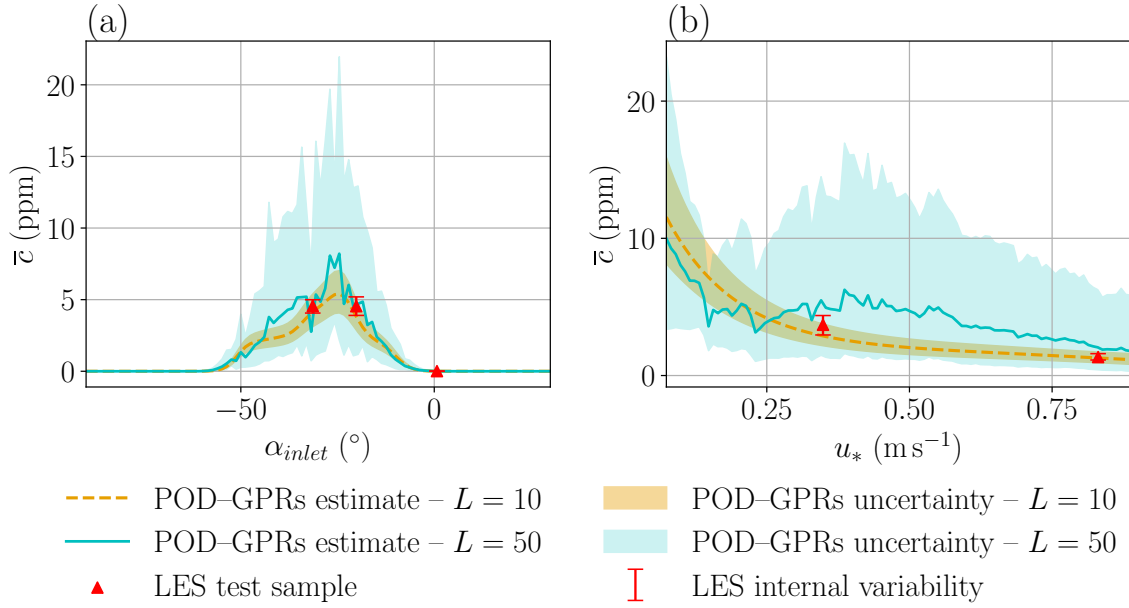 (a)
(b)
20
15
10
5
0
c̅ (ppm)
−50
0
α_inlet (°)
20
10
0
c̅ (ppm)
0.25
0.50
0.75
u_* (m s⁻¹)
POD–GPRs estimate – L = 10
POD–GPRs estimate – L = 50
LES test sample
POD–GPRs uncertainty – L = 10
POD–GPRs uncertainty – L = 50
LES internal variability